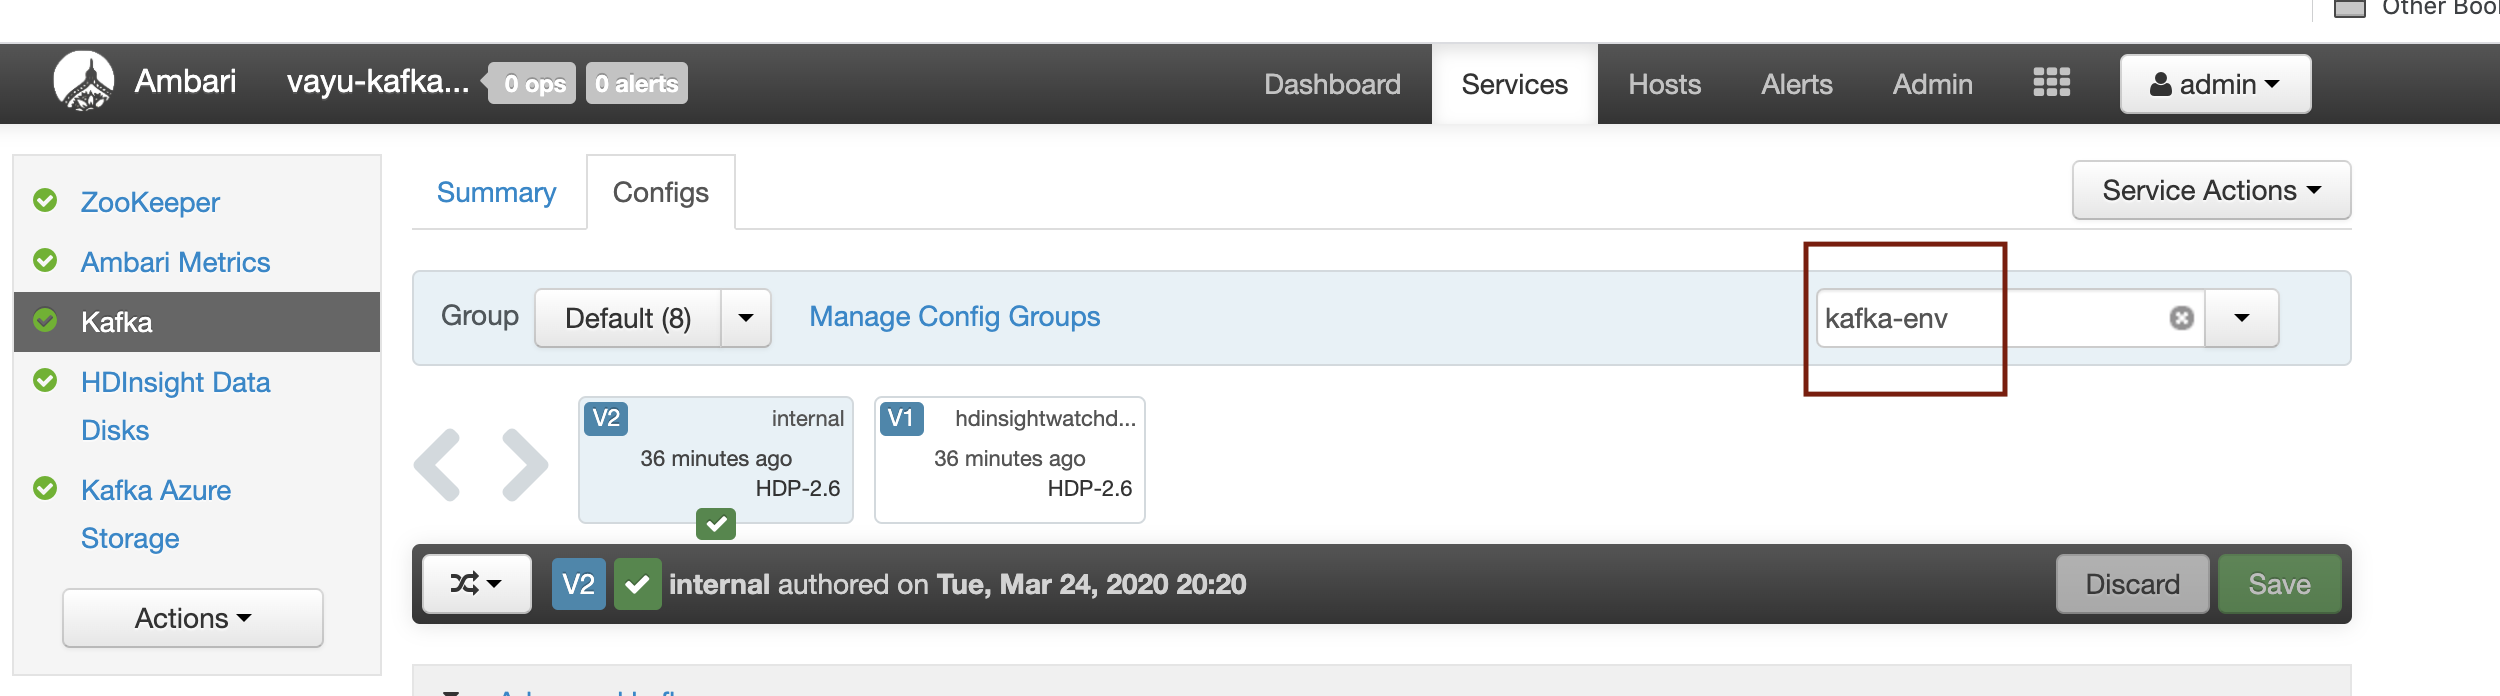 Other Boo
Ambari vayu-kafka... 0 ops 0 alerts Dashboard Services Hosts Alerts Admin admin
ZooKeeper
Ambari Metrics
Kafka
HDInsight Data
Disks
Kafka Azure
Storage
Actions
Summary Configs Service Actions
Group Default (8) Manage Config Groups kafka-env
V2 internal
36 minutes ago
HDP-2.6
V1 hdinsightwatchd...
36 minutes ago
HDP-2.6
V2 internal authored on Tue, Mar 24, 2020 20:20 Discard Save